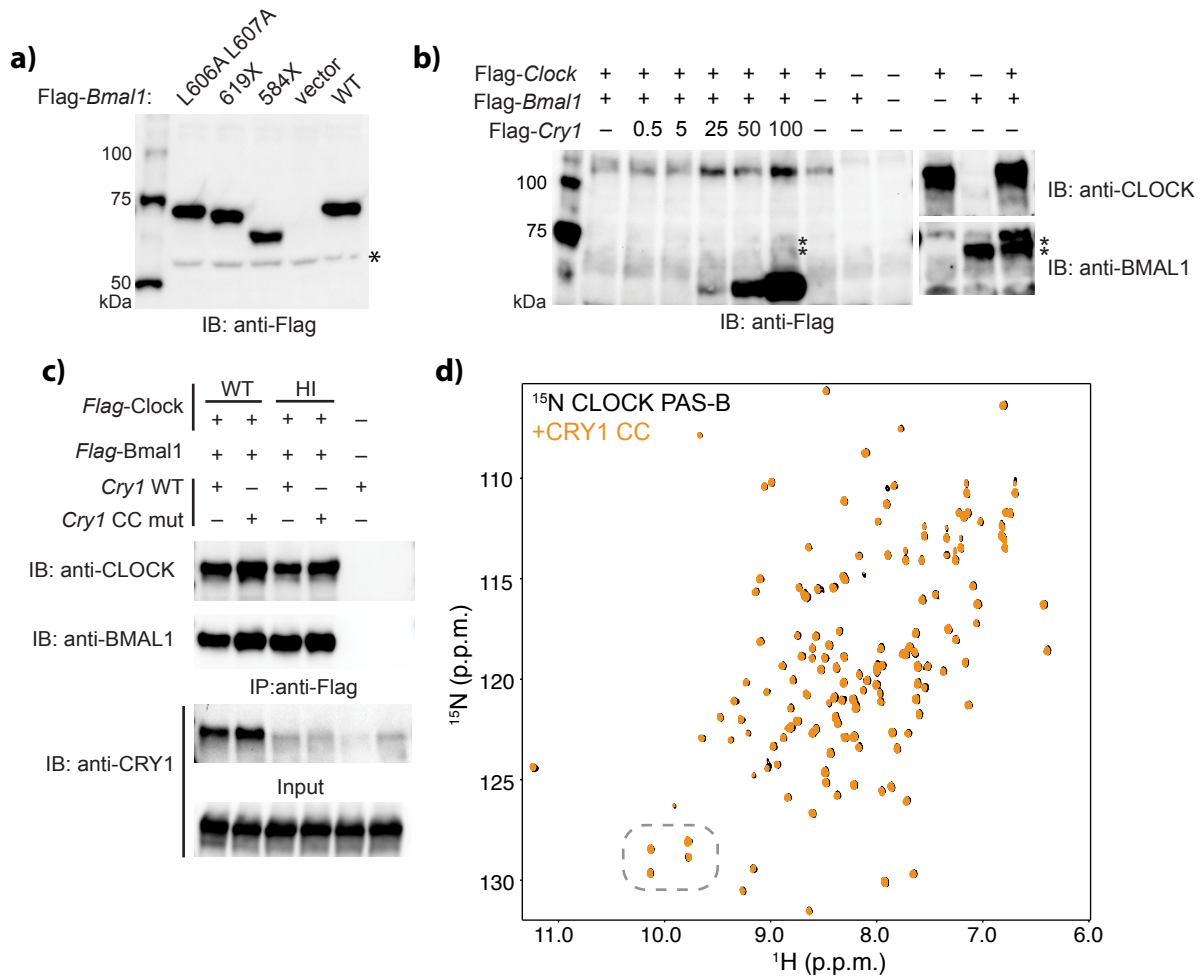 a)
Flag-Bmal1: L606A L607A 619X 584X vector WT
100
75
50
kDa
*
IB: anti-Flag
b)
Flag-Clock + + + + + + + – – + – +
Flag-Bmal1 + + + + + + – + – – + +
Flag-Cry1 – 0.5 5 25 50 100 – – – – – –
100
75
kDa
*
*
IB: anti-Flag
IB: anti-CLOCK
*
*
IB: anti-BMAL1
c)
WT HI
Flag-Clock + + + + –
Flag-Bmal1 + + + + –
Cry1 WT + – + – +
Cry1 CC mut – + – + –
IB: anti-CLOCK
IB: anti-BMAL1
IP:anti-Flag
IB: anti-CRY1
Input
d)
15N CLOCK PAS-B
+CRY1 CC
15N (p.p.m.)
110
115
120
125
130
11.0 10.0 9.0 8.0 7.0 6.0
1H (p.p.m.)